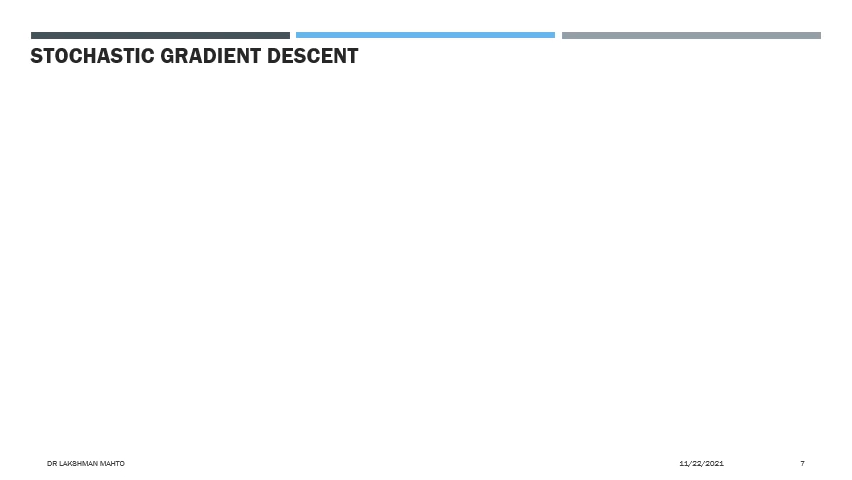 STOCHASTIC GRADIENT DESCENT
DR LAKSHMAN MAHTO
11/22/2021
7